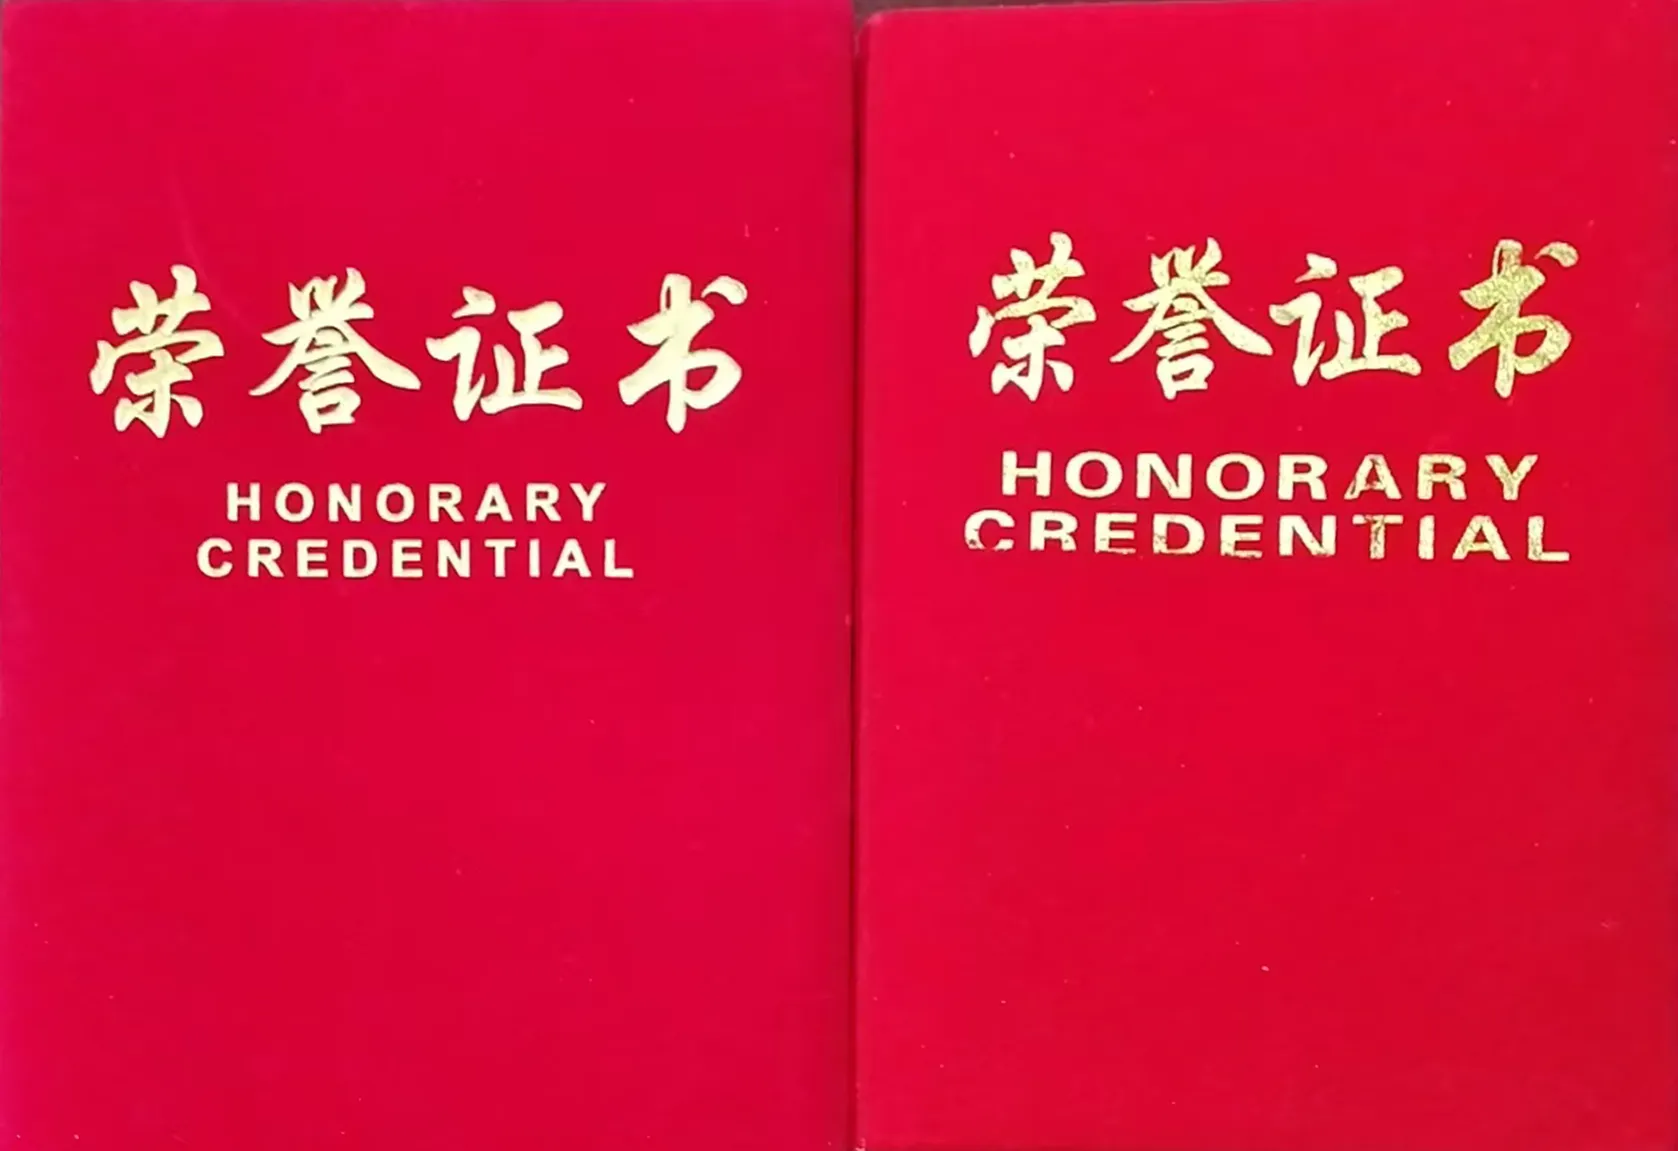 荣誉证书
HONORARY
CREDENTIAL
荣誉证书
HONORARY
CREDENTIAL